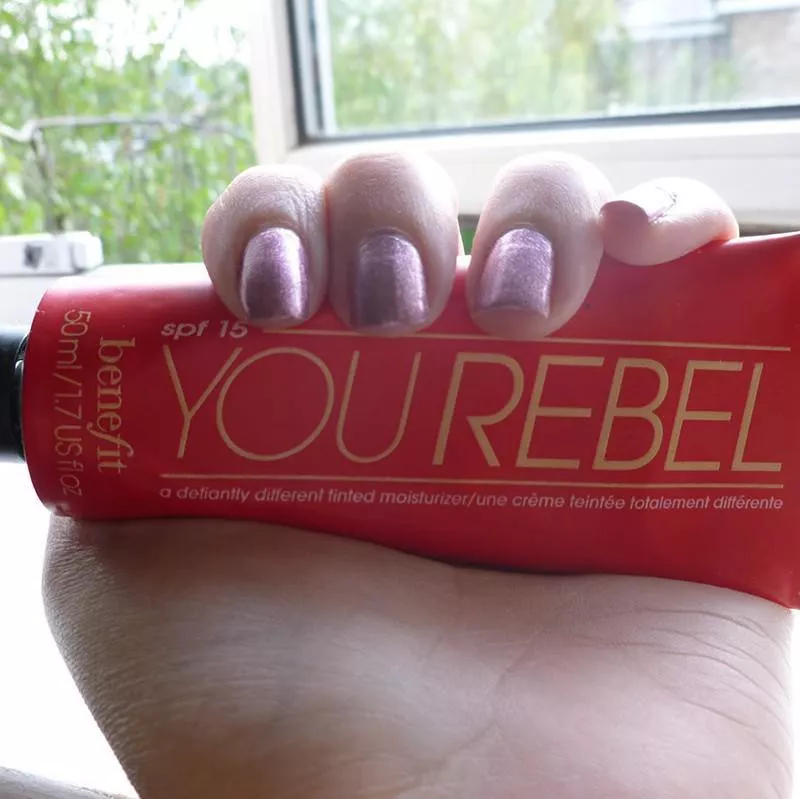 spf 15
YOU REBEL
a defiantly different tinted moisturizer/une crème teintée totalement différente
benefit
50ml/1.7 US fl oz